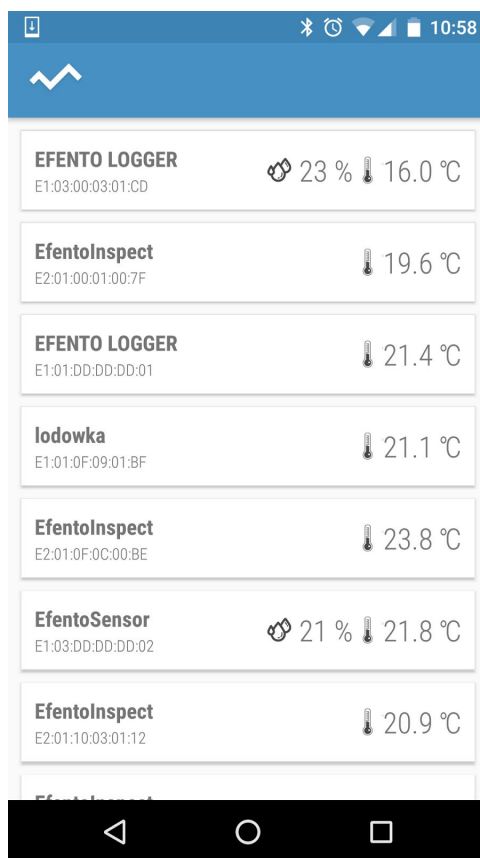 10:58
EFENTO LOGGER
E1:03:00:03:01:CD
23 % 16.0 °C
EfentoInspect
E2:01:00:01:00:7F
19.6 °C
EFENTO LOGGER
E1:01:DD:DD:DD:01
21.4 °C
lodowka
E1:01:0F:09:01:BF
21.1 °C
EfentoInspect
E2:01:0F:0C:00:BE
23.8 °C
EfentoSensor
E1:03:DD:DD:DD:02
21 % 21.8 °C
EfentoInspect
E2:01:10:03:01:12
20.9 °C